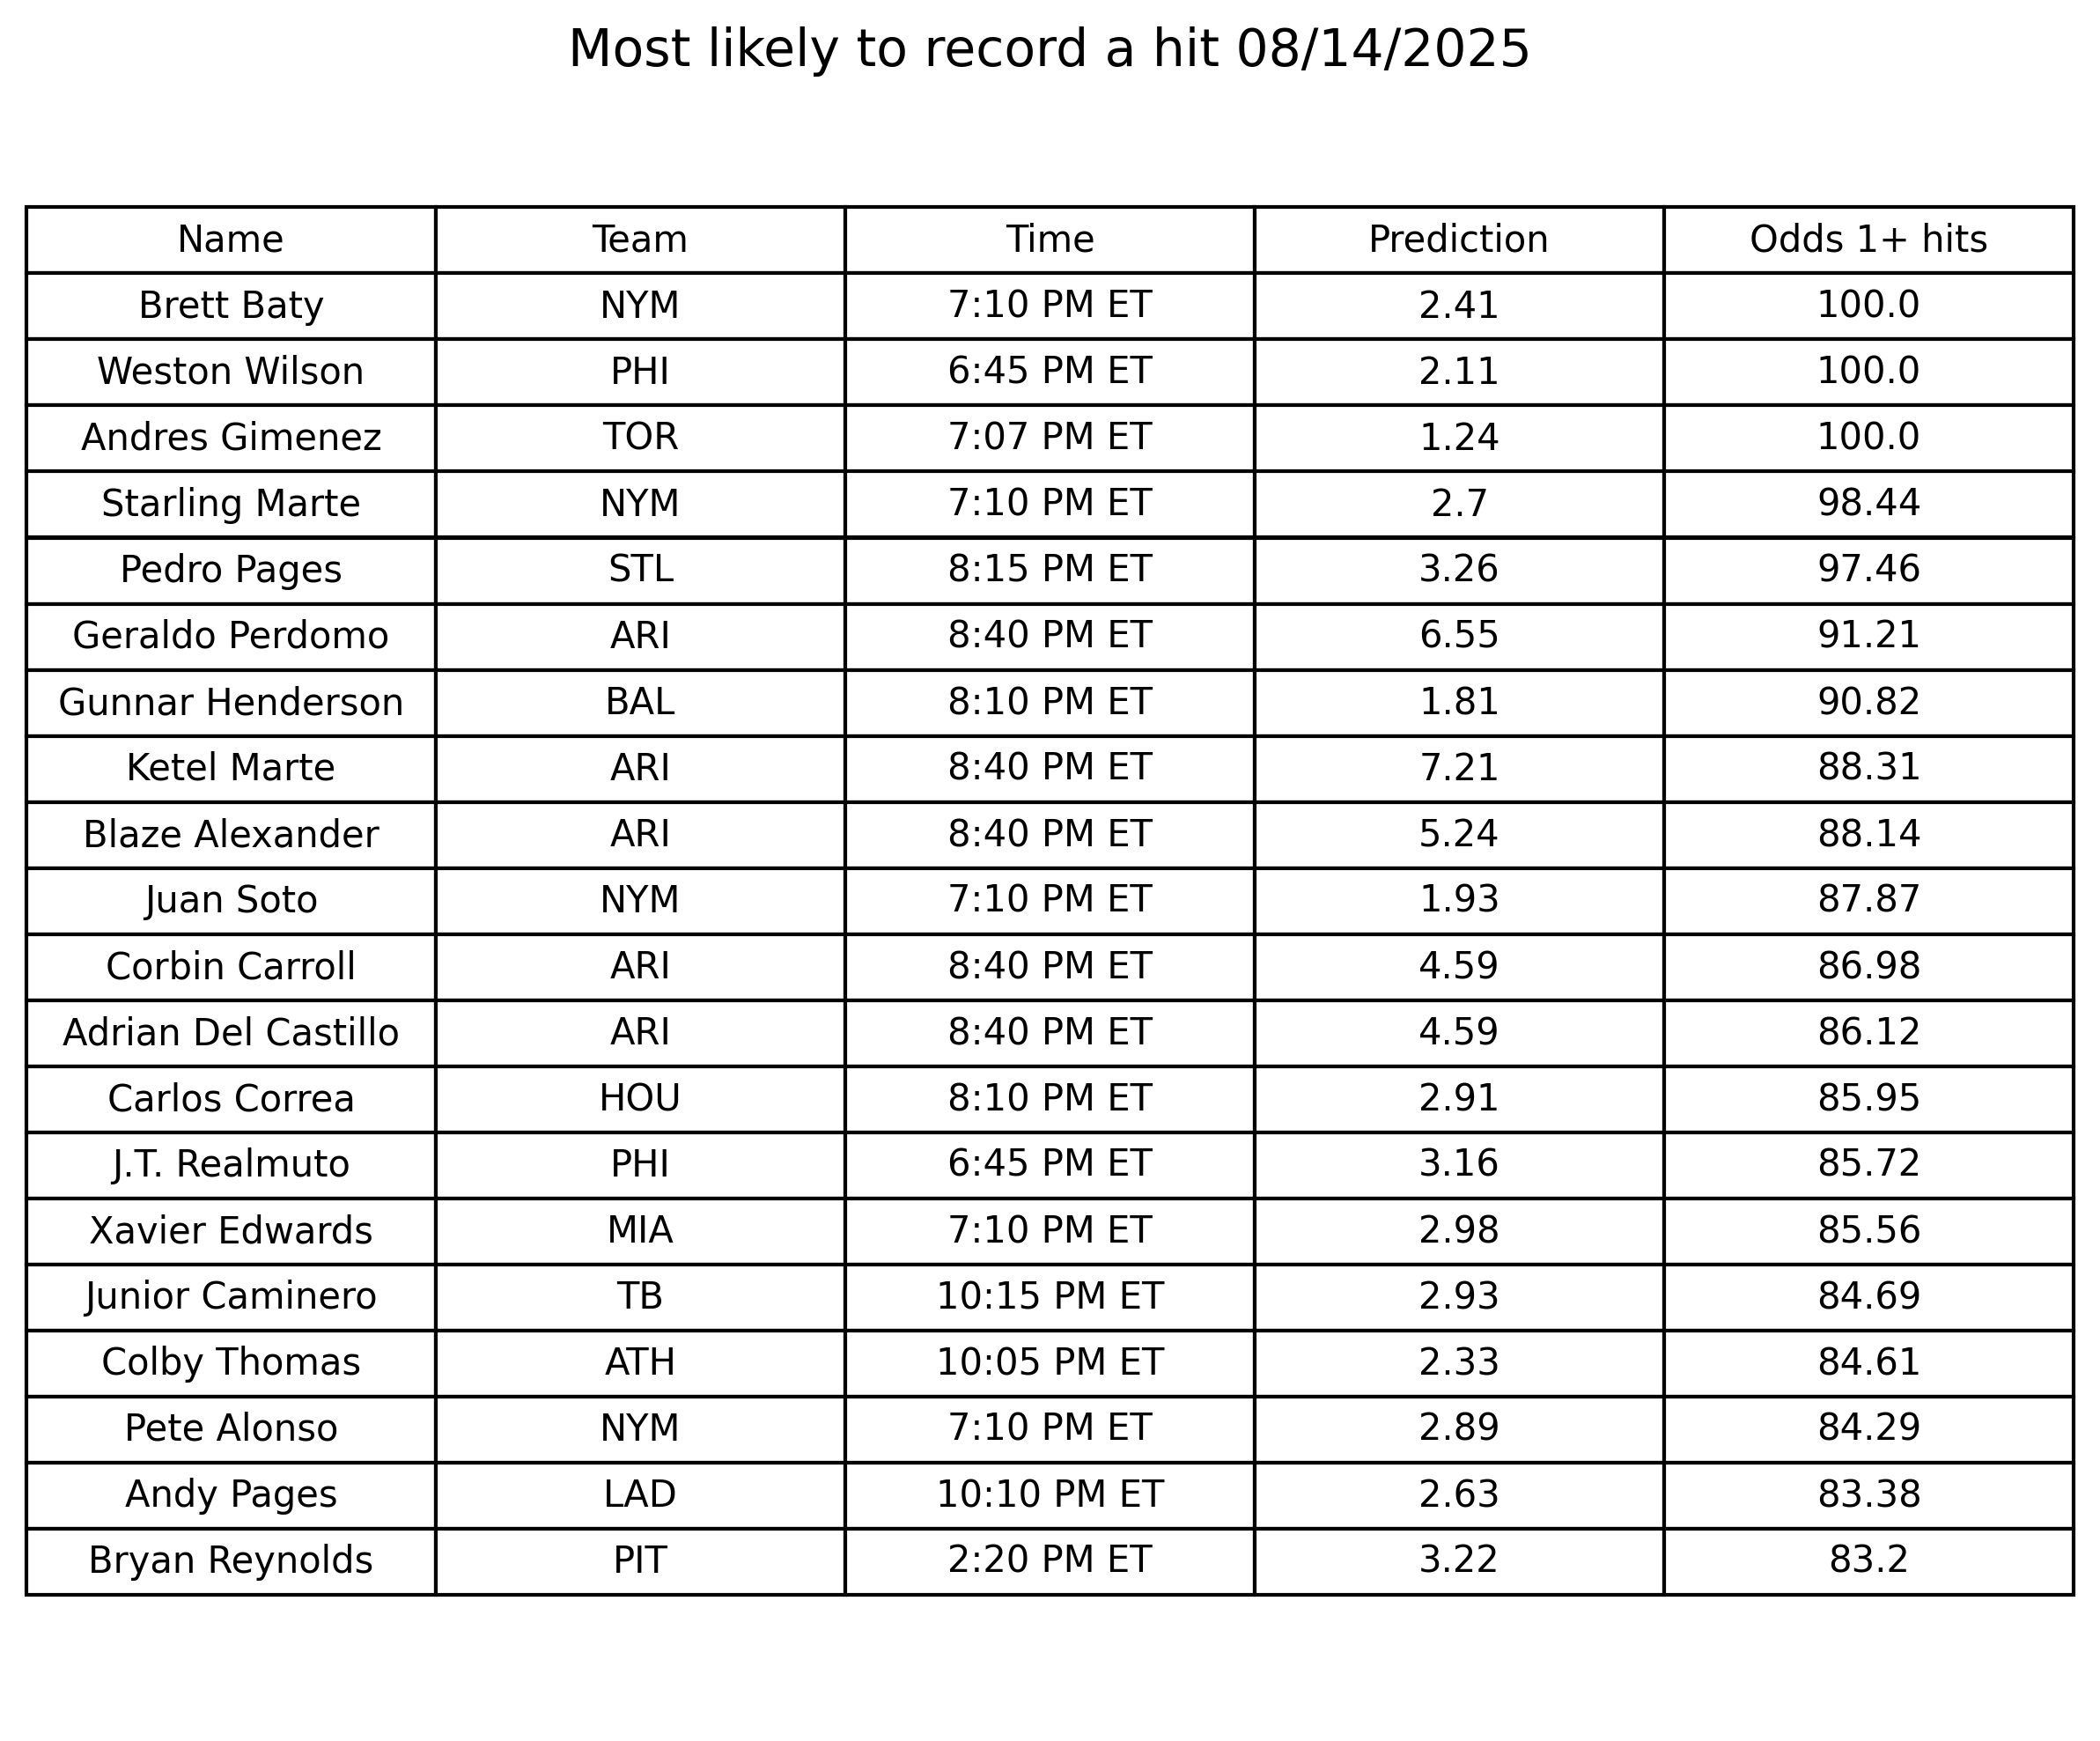 Most likely to record a hit 08/14/2025
Name Team Time Prediction Odds 1+ hits
Brett Baty NYM 7:10 PM ET 2.41 100.0
Weston Wilson PHI 6:45 PM ET 2.11 100.0
Andres Gimenez TOR 7:07 PM ET 1.24 100.0
Starling Marte NYM 7:10 PM ET 2.7 98.44
Pedro Pages STL 8:15 PM ET 3.26 97.46
Geraldo Perdomo ARI 8:40 PM ET 6.55 91.21
Gunnar Henderson BAL 8:10 PM ET 1.81 90.82
Ketel Marte ARI 8:40 PM ET 7.21 88.31
Blaze Alexander ARI 8:40 PM ET 5.24 88.14
Juan Soto NYM 7:10 PM ET 1.93 87.87
Corbin Carroll ARI 8:40 PM ET 4.59 86.98
Adrian Del Castillo ARI 8:40 PM ET 4.59 86.12
Carlos Correa HOU 8:10 PM ET 2.91 85.95
J.T. Realmuto PHI 6:45 PM ET 3.16 85.72
Xavier Edwards MIA 7:10 PM ET 2.98 85.56
Junior Caminero TB 10:15 PM ET 2.93 84.69
Colby Thomas ATH 10:05 PM ET 2.33 84.61
Pete Alonso NYM 7:10 PM ET 2.89 84.29
Andy Pages LAD 10:10 PM ET 2.63 83.38
Bryan Reynolds PIT 2:20 PM ET 3.22 83.2